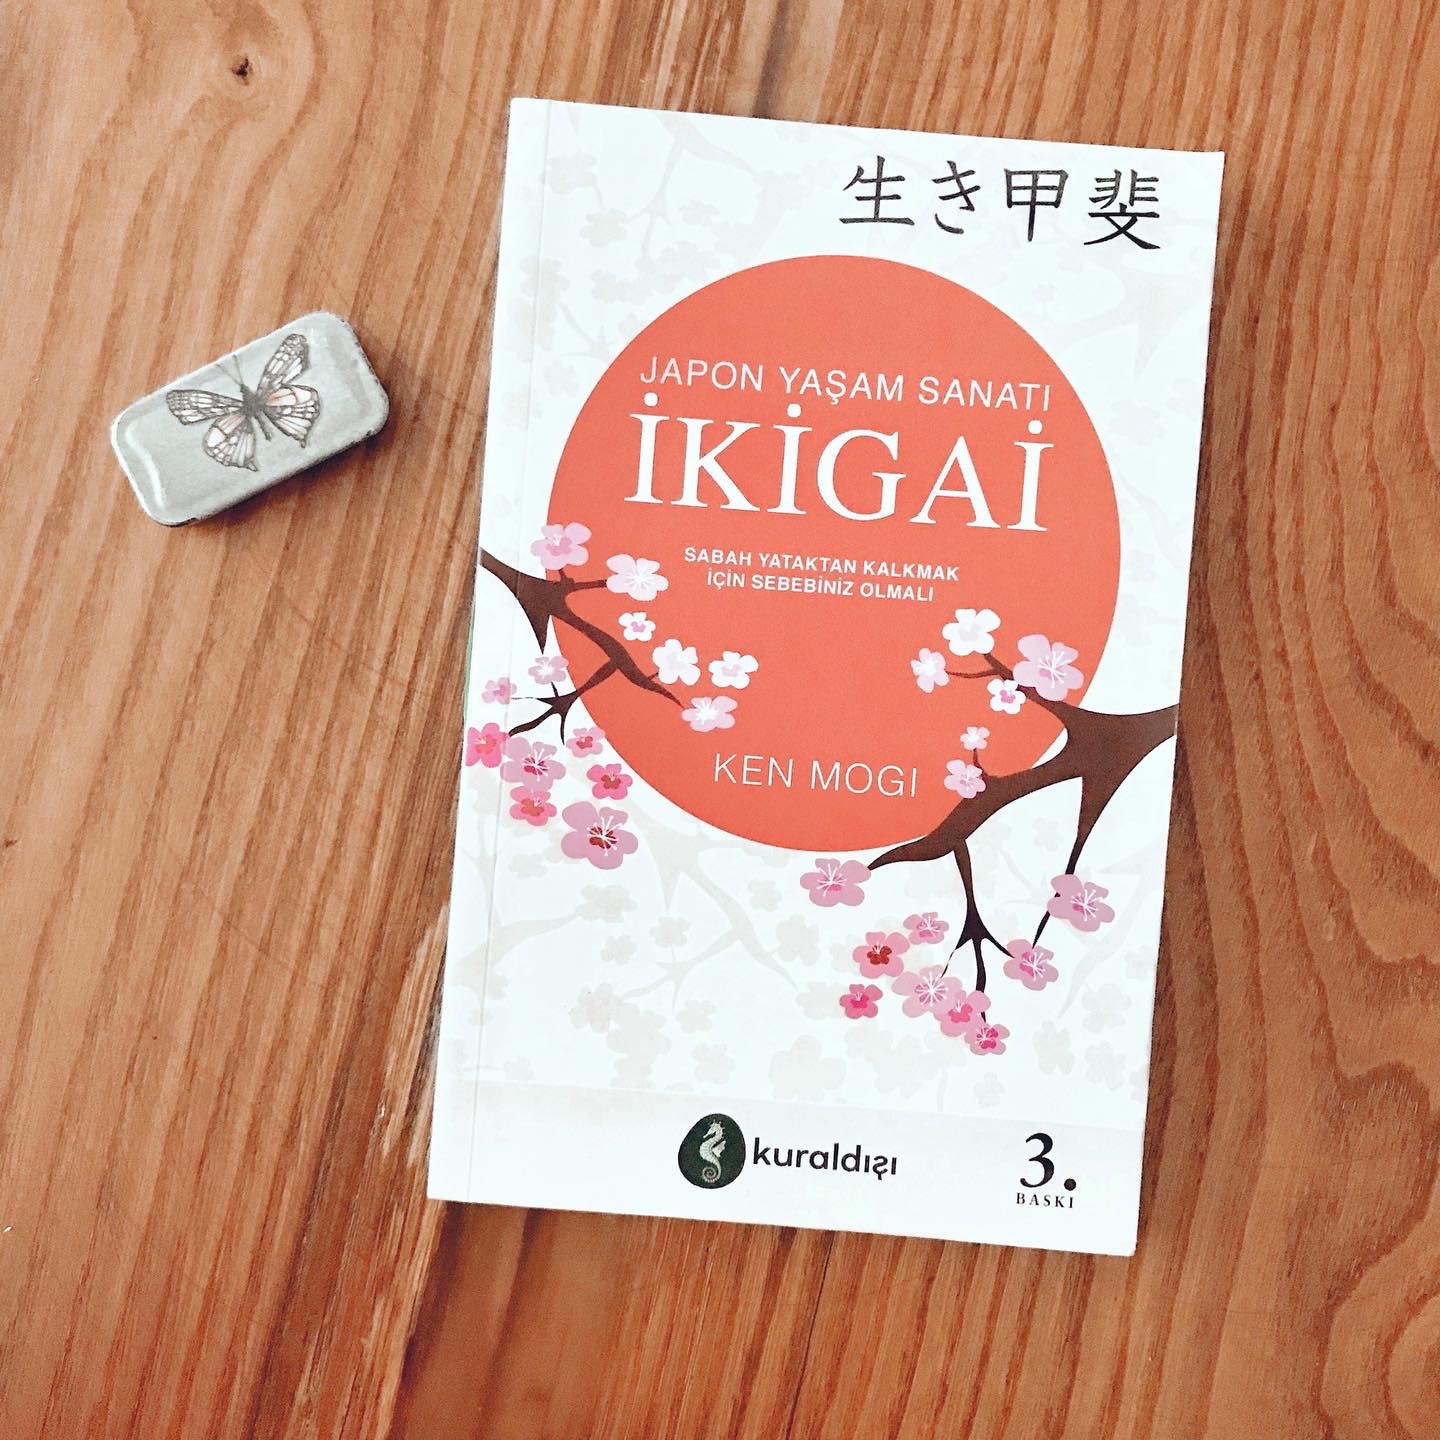 生き甲斐
JAPON YAŞAM SANATI
İKİGAİ
SABAH YATAKTAN KALKMAK
İÇİN SEBEBİNİZ OLMALI
KEN MOGI
kuraldışı
3.
BASKI